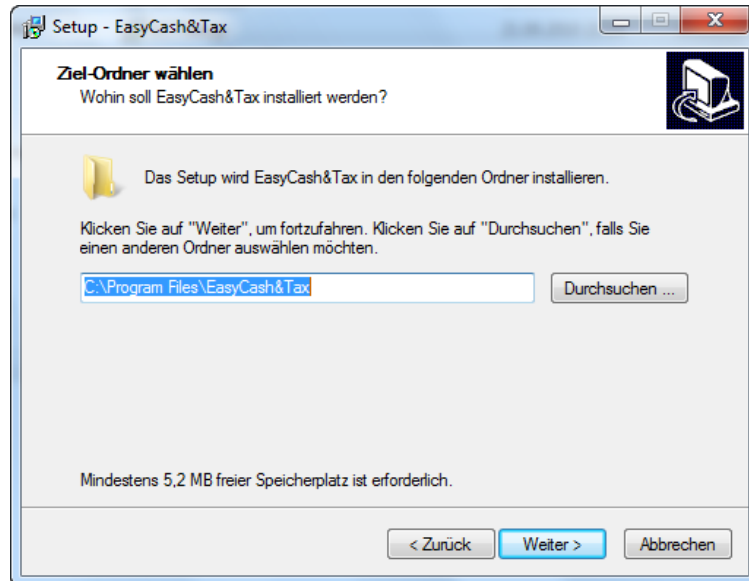 Setup - EasyCash&Tax
Ziel-Ordner wählen
Wohin soll EasyCash&Tax installiert werden?
Das Setup wird EasyCash&Tax in den folgenden Ordner installieren.
Klicken Sie auf "Weiter", um fortzufahren. Klicken Sie auf "Durchsuchen", falls Sie
einen anderen Ordner auswählen möchten.
C:\Program Files\EasyCash&Tax
Durchsuchen ...
Mindestens 5,2 MB freier Speicherplatz ist erforderlich.
< Zurück
Weiter >
Abbrechen